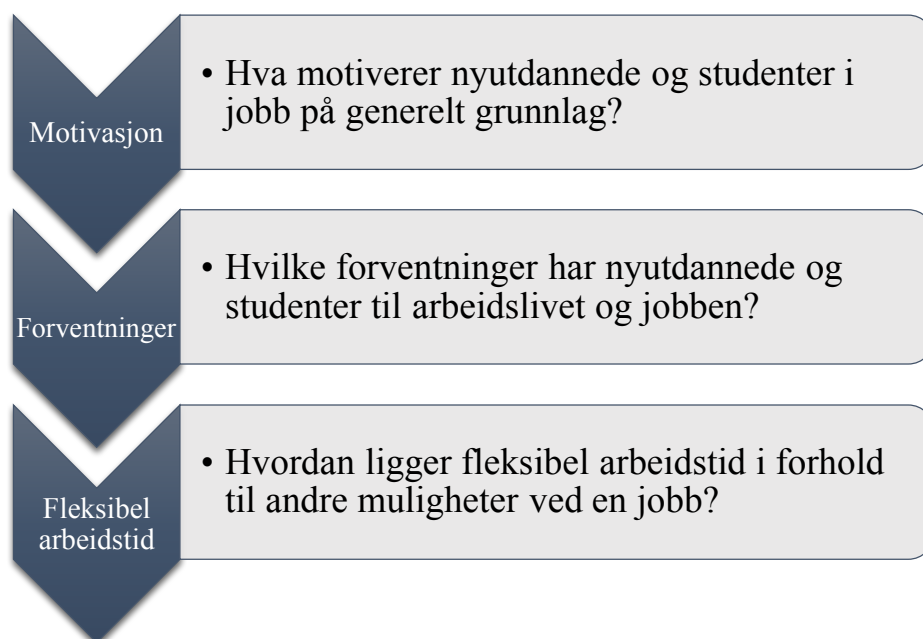 Motivasjon
• Hva motiverer nyutdannede og studenter i
jobb på generelt grunnlag?
Forventninger
• Hvilke forventninger har nyutdannede og
studenter til arbeidslivet og jobben?
Fleksibel
arbeidstid
• Hvordan ligger fleksibel arbeidstid i forhold
til andre muligheter ved en jobb?